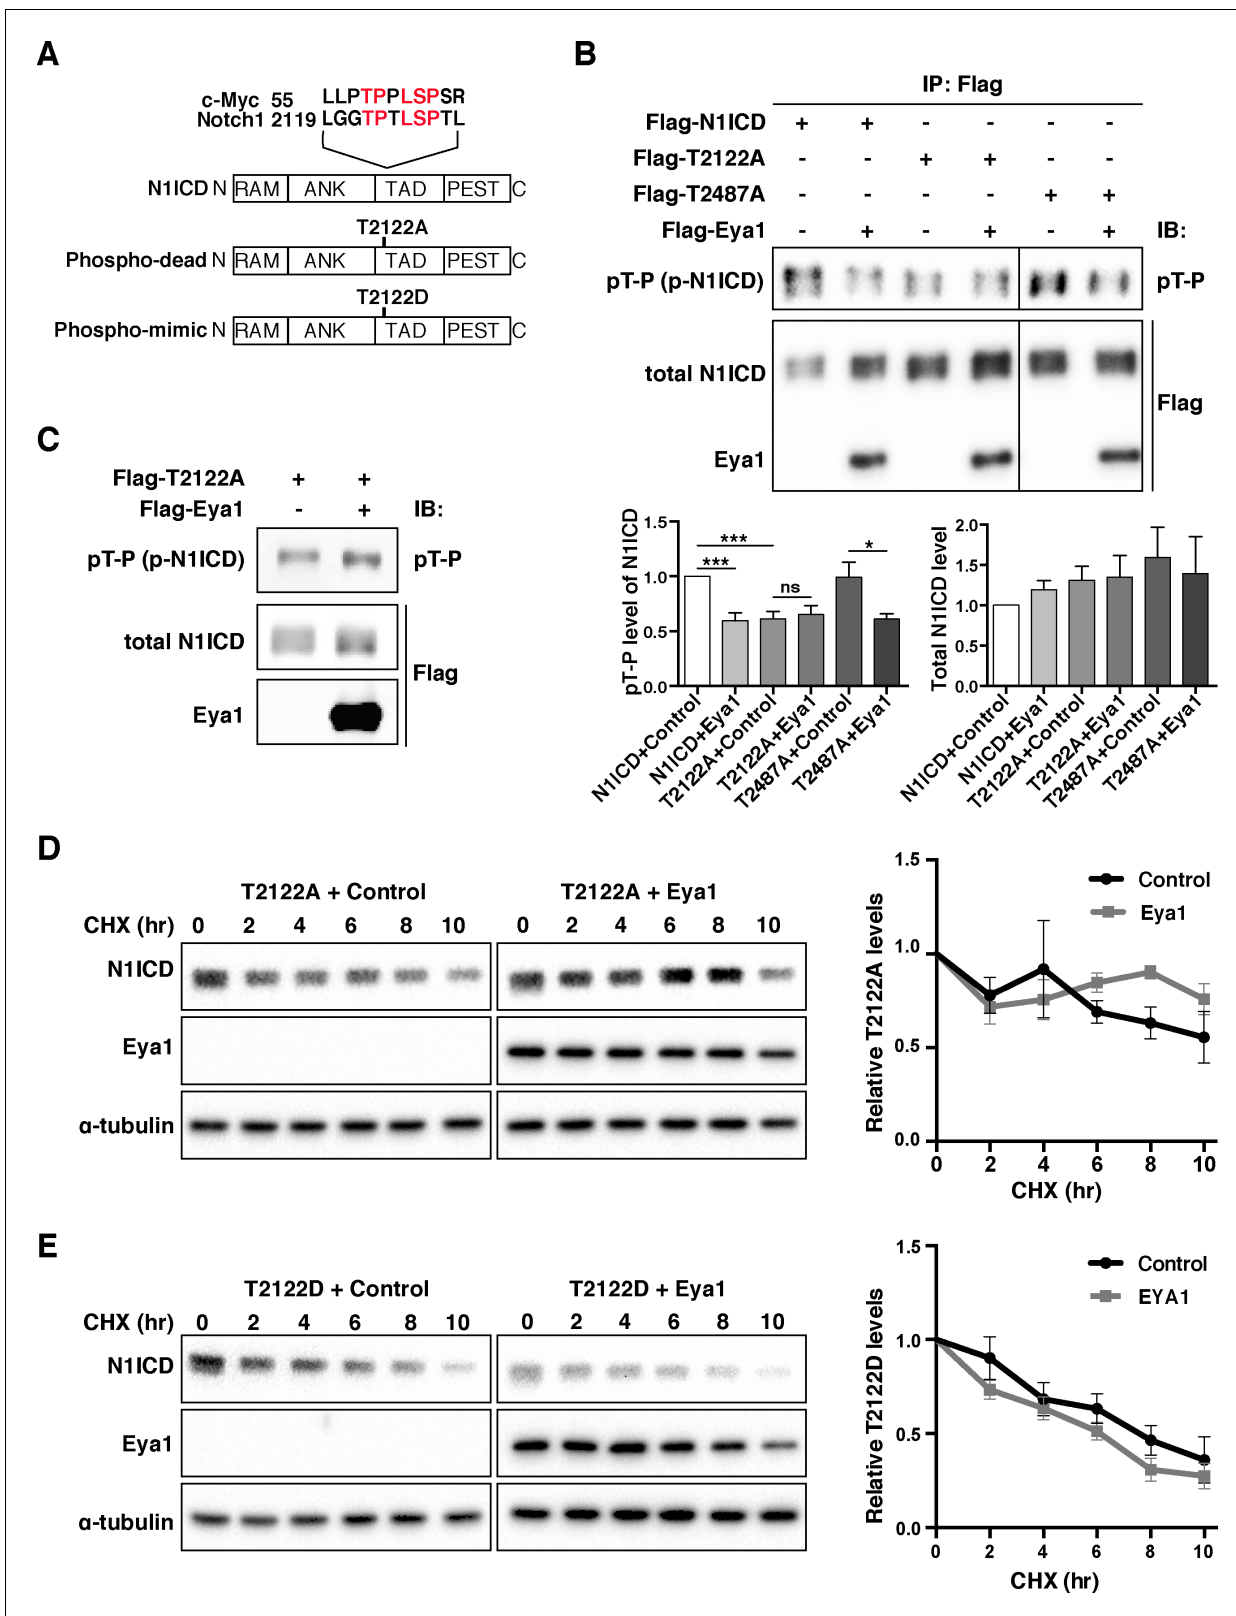 A
c-Myc 55 LLPTPPLSPSR
Notch1 2119 LGGTPTLSPTL
N1ICD N RAM ANK TAD PEST C
T2122A
Phospho-dead N RAM ANK TAD PEST C
T2122D
Phospho-mimic N RAM ANK TAD PEST C
B
IP: Flag
Flag-N1ICD + + - - - -
Flag-T2122A - - + + - -
Flag-T2487A - - - - + +
Flag-Eya1 - + - + - + IB:
pT-P (p-N1ICD) pT-P
total N1ICD
Flag
Eya1
pT-P level of N1ICD
1.5
1.0
0.5
0.0
***
***
ns
*
N1ICD+Control
N1ICD+Eya1
T2122A+Control
T2122A+Eya1
T2487A+Control
T2487A+Eya1
Total N1ICD level
2.0
1.5
1.0
0.5
0.0
N1ICD+Control
N1ICD+Eya1
T2122A+Control
T2122A+Eya1
T2487A+Control
T2487A+Eya1
C
Flag-T2122A + +
Flag-Eya1 - + IB:
pT-P (p-N1ICD) pT-P
total N1ICD
Flag
Eya1
D
T2122A + Control T2122A + Eya1
CHX (hr) 0 2 4 6 8 10 0 2 4 6 8 10
N1ICD
Eya1
α-tubulin
Relative T2122A levels
1.5
1.0
0.5
0.0
Control
Eya1
0 2 4 6 8 10
CHX (hr)
E
T2122D + Control T2122D + Eya1
CHX (hr) 0 2 4 6 8 10 0 2 4 6 8 10
N1ICD
Eya1
α-tubulin
Relative T2122D levels
1.5
1.0
0.5
0.0
Control
EYA1
0 2 4 6 8 10
CHX (hr)